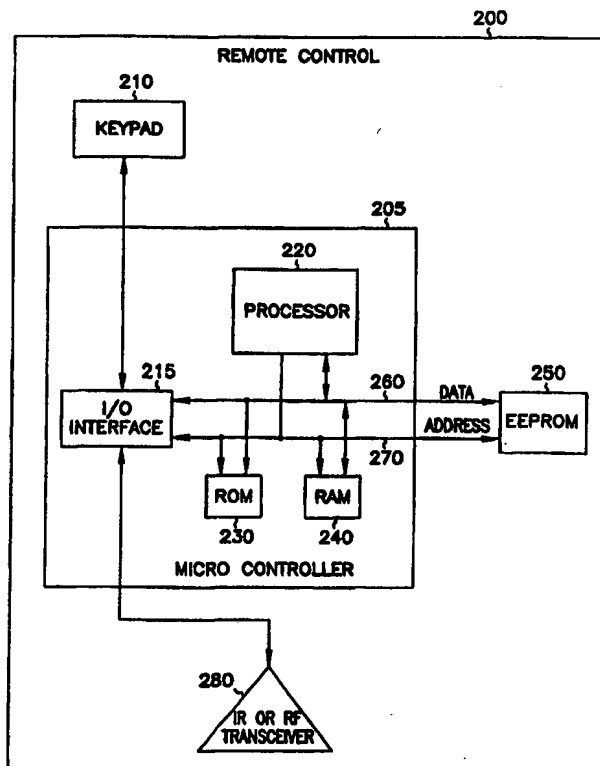 200
REMOTE CONTROL
210
KEYPAD
205
220
PROCESSOR
215
I/O
INTERFACE
260
DATA
250
EEPROM
ADDRESS
270
ROM
RAM
230
240
MICRO CONTROLLER
280
IR OR RF
TRANSCEIVER